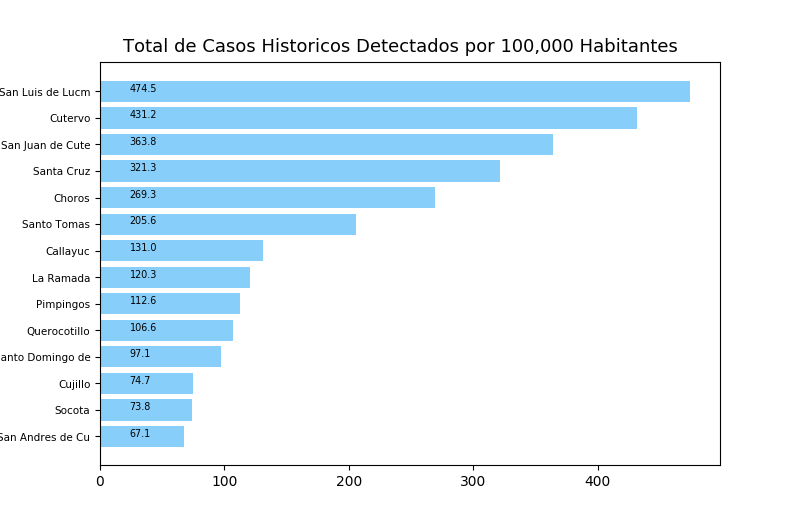 Total de Casos Historicos Detectados por 100,000 Habitantes
San Luis de Lucm 474.5
Cutervo 431.2
San Juan de Cute 363.8
Santa Cruz 321.3
Choros 269.3
Santo Tomas 205.6
Callayuc 131.0
La Ramada 120.3
Pimpingos 112.6
Querocotillo 106.6
anto Domingo de 97.1
Cujillo 74.7
Socota 73.8
San Andres de Cu 67.1
0 100 200 300 400